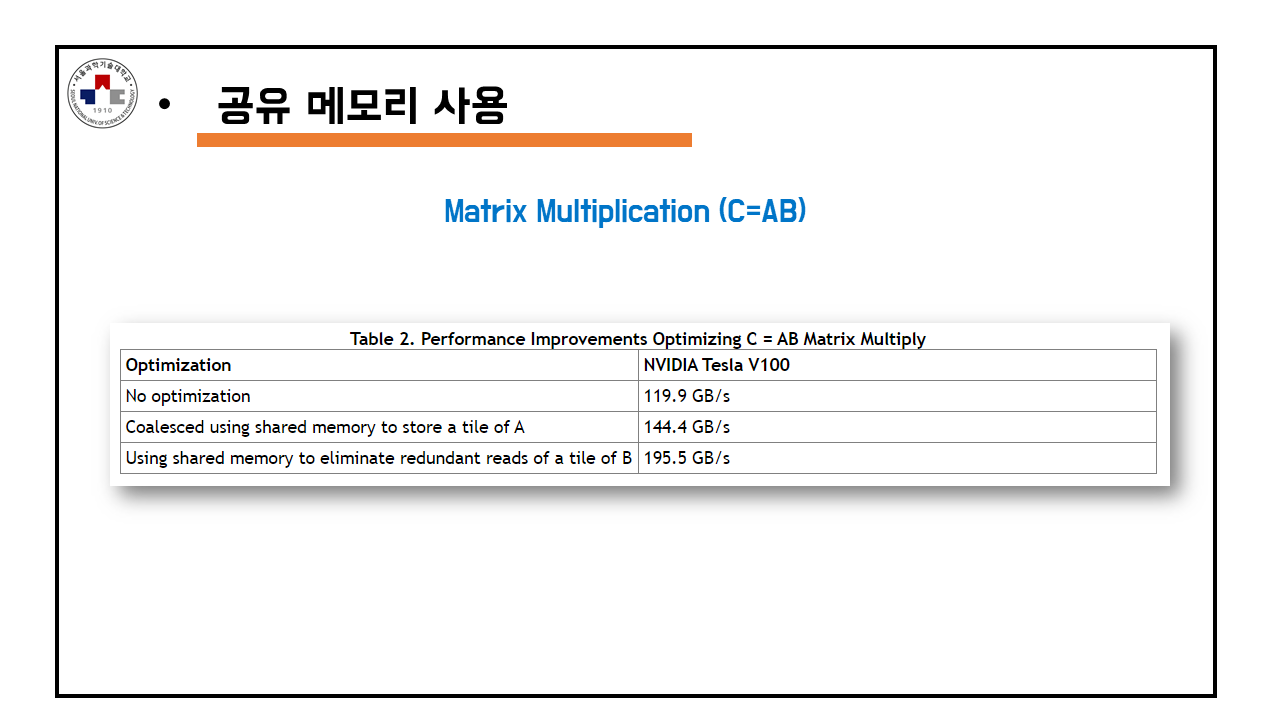 서울과학기술대학교
SEOUL NATIONAL UNIV. OF SCIENCE & TECHNOLOGY
1910
• 공유 메모리 사용
Matrix Multiplication (C=AB)
Table 2. Performance Improvements Optimizing C = AB Matrix Multiply
Optimization NVIDIA Tesla V100
No optimization 119.9 GB/s
Coalesced using shared memory to store a tile of A 144.4 GB/s
Using shared memory to eliminate redundant reads of a tile of B 195.5 GB/s